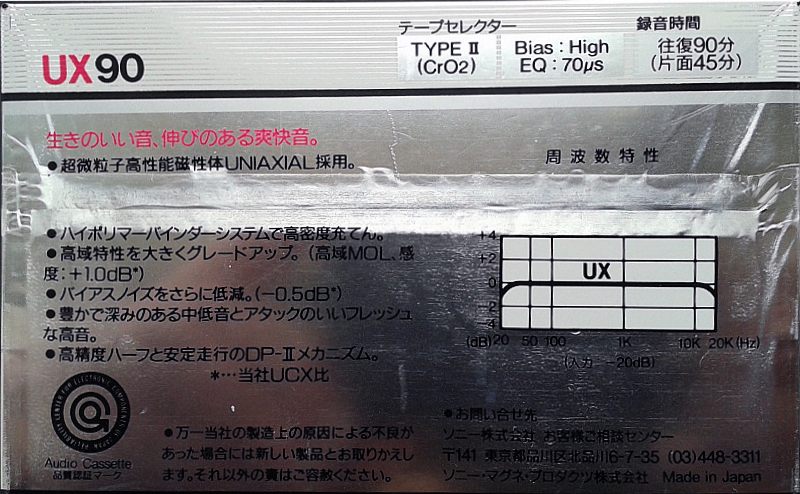 UX90
テープセレクター
TYPE II
(CrO2)
Bias : High
EQ : 70μs
録音時間
往復90分
(片面45分)
生きのいい音、伸びのある爽快音。
●超微粒子高性能磁性体UNIAXIAL採用。
●ハイポリマーバインダーシステムで高密度充てん。
●高域特性を大きくグレードアップ。(高域MOL、感
度:+1.0dB*)
●バイアスノイズをさらに低減。(−0.5dB*)
●豊かで深みのある中低音とアタックのいいフレッシュ
な高音。
●高精度ハーフと安定走行のDP-IIメカニズム。
*…当社UCX比
周波数特性
+4
+2
0
-2
-4
UX
(dB) 20 50 100 1K 10K 20K (Hz)
(入力 −20dB)
Audio Cassette
品質認証マーク
●万一当社の製造上の原因による不良が
あった場合には新しい製品とお取りかえし
ます。それ以外の責はご容赦ください。
●お問い合せ先
ソニー株式会社 お客様ご相談センター
〒141 東京都品川区北品川6-7-35 (03)448-3311
ソニー・マグネ・プロダクツ株式会社 Made in Japan